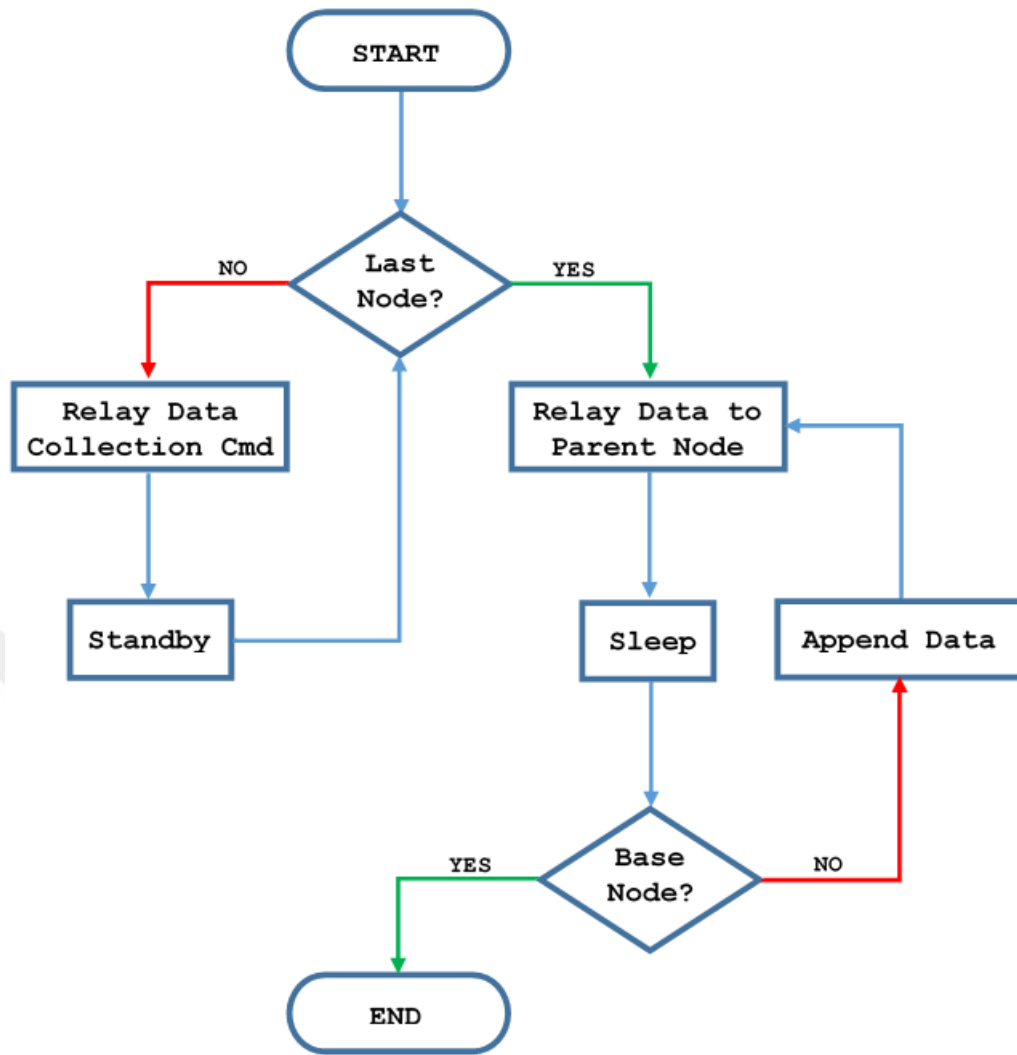 START
Last
Node?
NO
YES
Relay Data
Collection Cmd
Relay Data to
Parent Node
Standby
Sleep
Append Data
Base
Node?
YES
NO
END